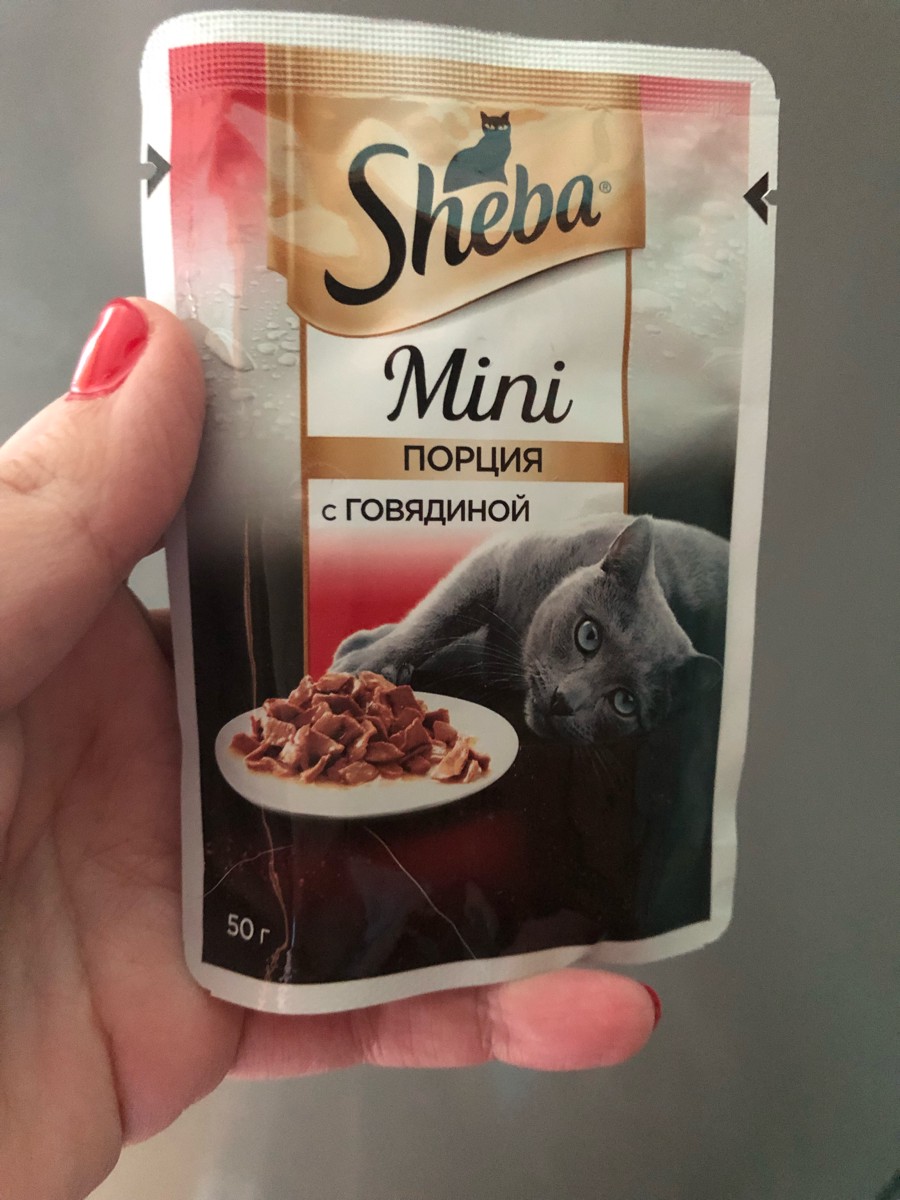 Sheba®
Mini
ПОРЦИЯ
с ГОВЯДИНОЙ
50 г